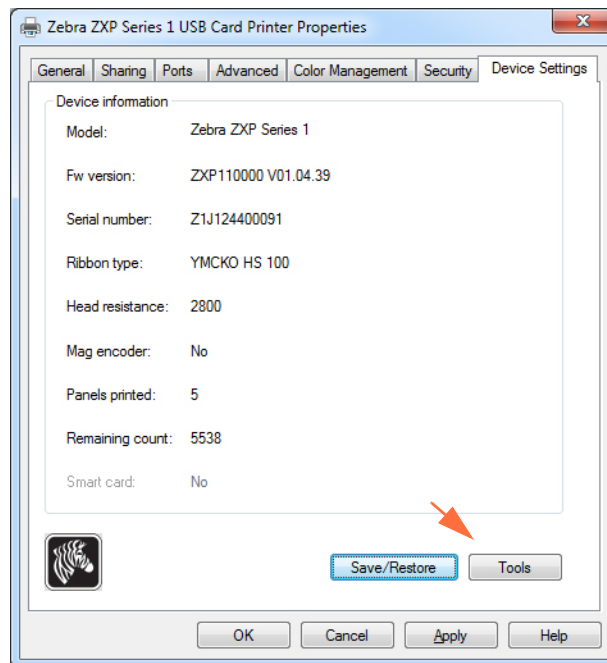 Zebra ZXP Series 1 USB Card Printer Properties
General Sharing Ports Advanced Color Management Security Device Settings
Device information
Model: Zebra ZXP Series 1
Fw version: ZXP110000 V01.04.39
Serial number: Z1J124400091
Ribbon type: YMCKO HS 100
Head resistance: 2800
Mag encoder: No
Panels printed: 5
Remaining count: 5538
Smart card: No
Save/Restore Tools
OK Cancel Apply Help